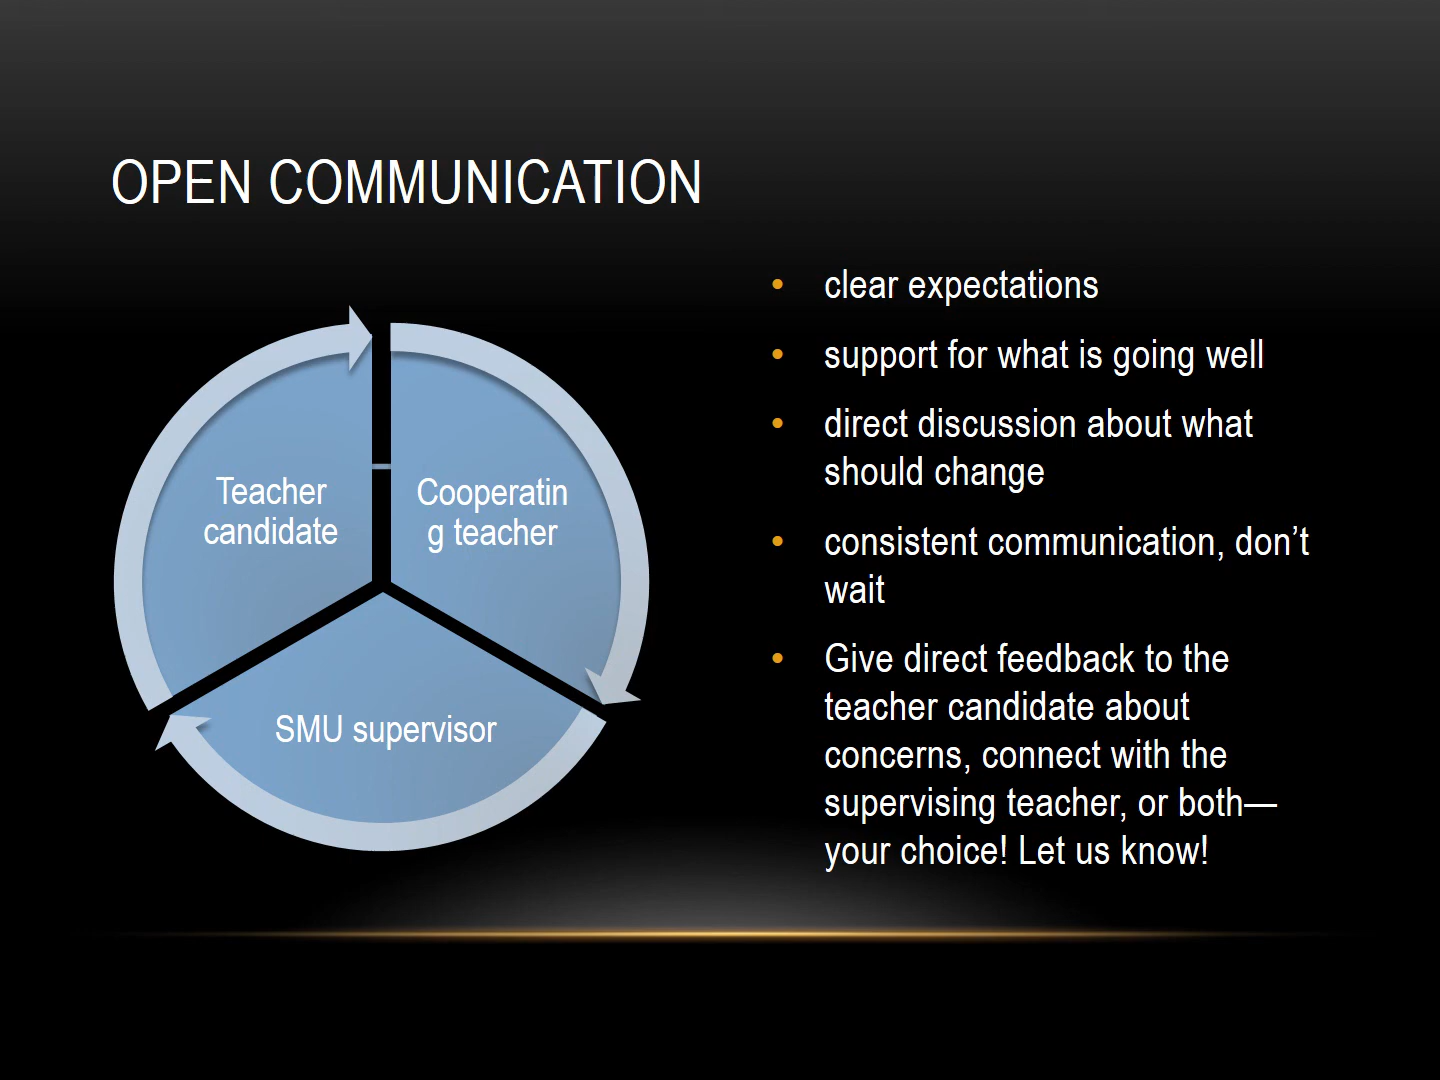 OPEN COMMUNICATION
Teacher
candidate
Cooperatin
g teacher
SMU supervisor
• clear expectations
• support for what is going well
• direct discussion about what
should change
• consistent communication, don’t
wait
• Give direct feedback to the
teacher candidate about
concerns, connect with the
supervising teacher, or both—
your choice! Let us know!